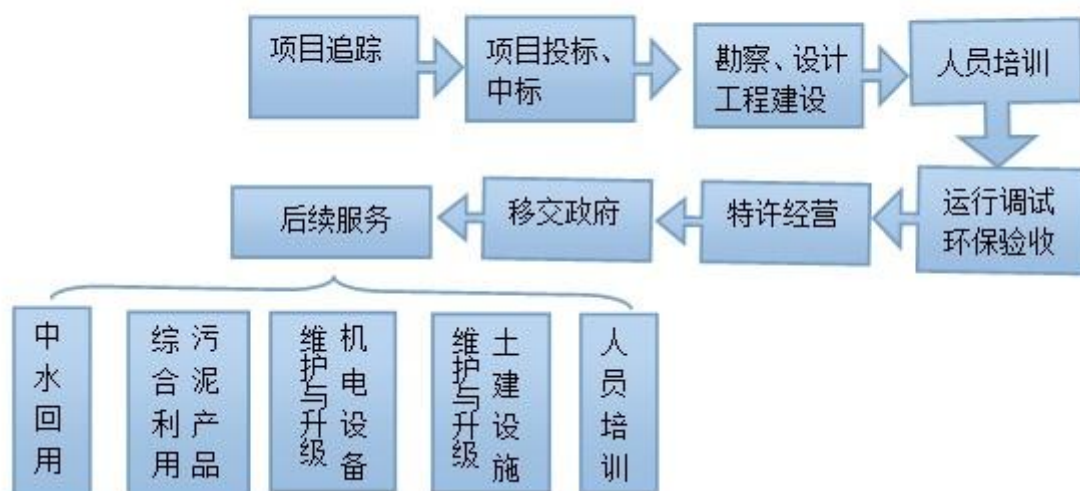 项目追踪
项目投标、
中标
勘察、设计
工程建设
人员培训
运行调试
环保验收
特许经营
移交政府
后续服务
中水回用
污泥产品
综合利用
机电设备
维护与升级
土建设施
维护与升级
人员培训